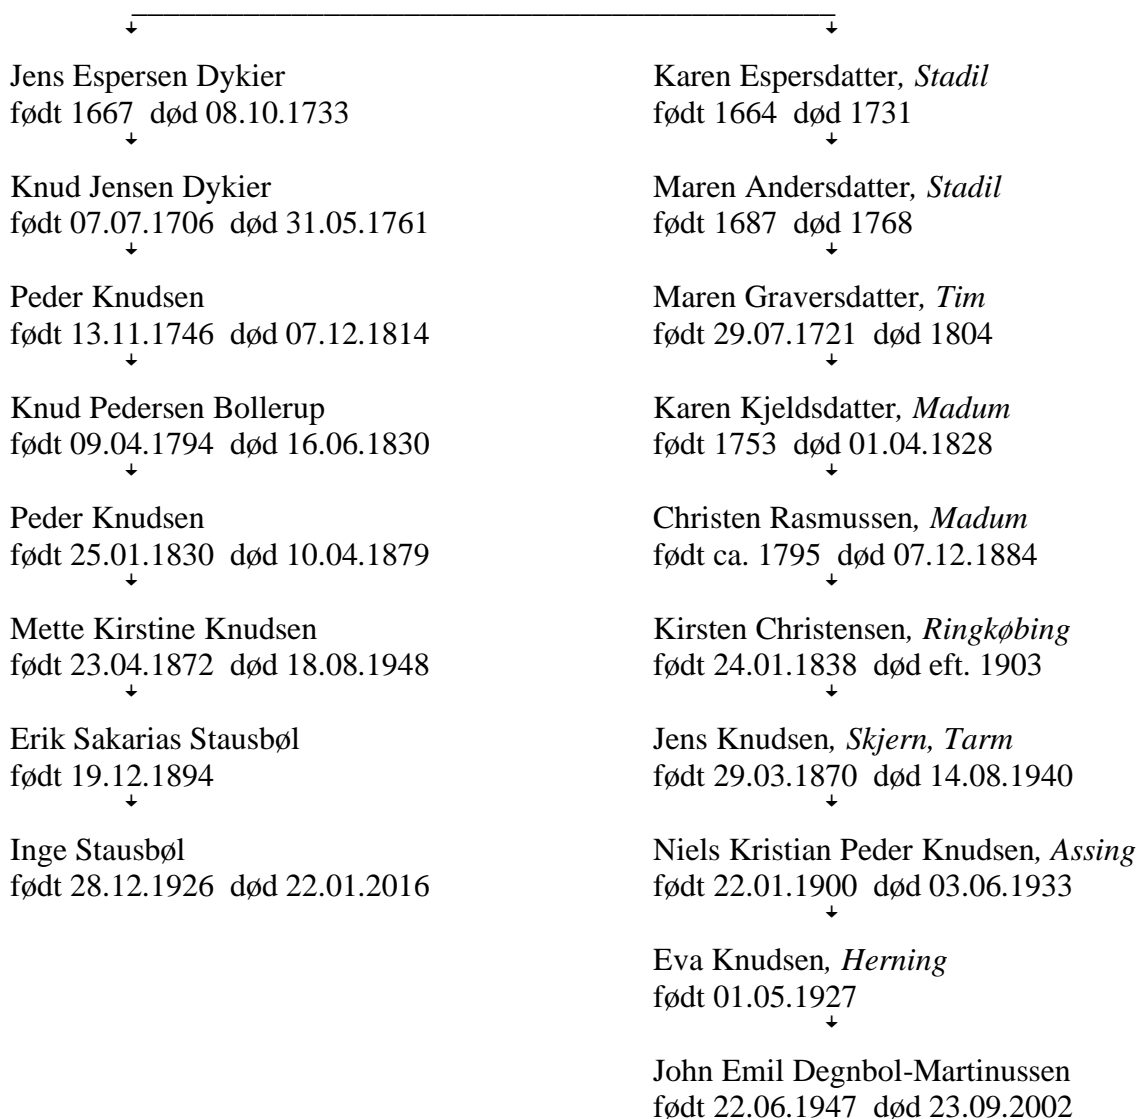 Jens Espersen Dykier
født 1667 død 08.10.1733
Knud Jensen Dykier
født 07.07.1706 død 31.05.1761
Peder Knudsen
født 13.11.1746 død 07.12.1814
Knud Pedersen Bollerup
født 09.04.1794 død 16.06.1830
Peder Knudsen
født 25.01.1830 død 10.04.1879
Mette Kirstine Knudsen
født 23.04.1872 død 18.08.1948
Erik Sakarias Stausbøl
født 19.12.1894
Inge Stausbøl
født 28.12.1926 død 22.01.2016
Karen Espersdatter, Stadil
født 1664 død 1731
Maren Andersdatter, Stadil
født 1687 død 1768
Maren Graversdatter, Tim
født 29.07.1721 død 1804
Karen Kjeldsdatter, Madum
født 1753 død 01.04.1828
Christen Rasmussen, Madum
født ca. 1795 død 07.12.1884
Kirsten Christensen, Ringkøbing
født 24.01.1838 død eft. 1903
Jens Knudsen, Skjern, Tarm
født 29.03.1870 død 14.08.1940
Niels Kristian Peder Knudsen, Assing
født 22.01.1900 død 03.06.1933
Eva Knudsen, Herning
født 01.05.1927
John Emil Degnbol-Martinussen
født 22.06.1947 død 23.09.2002